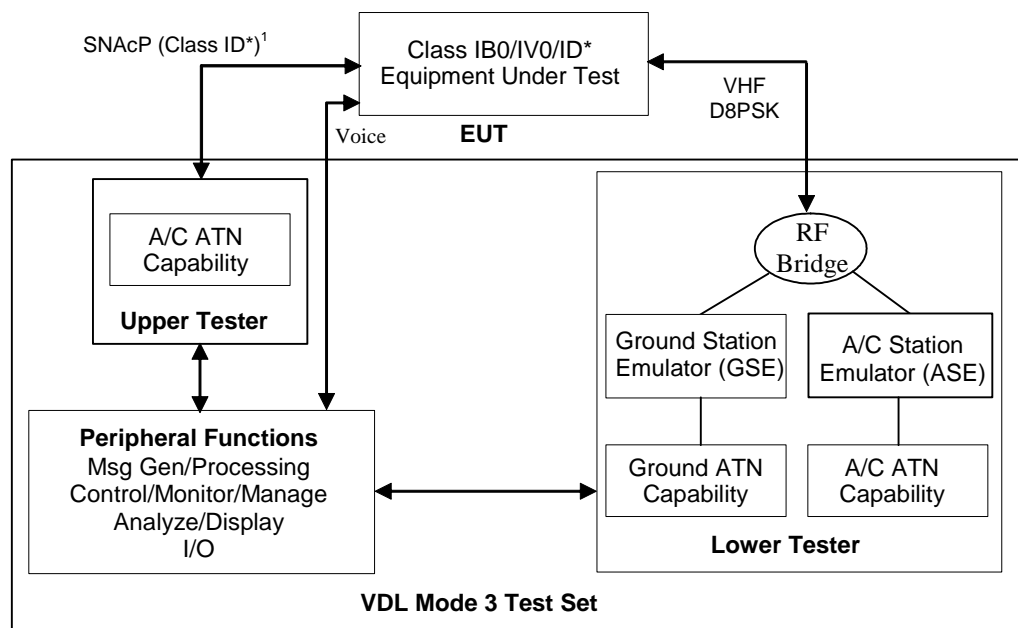 SNAcP (Class ID*)1
Class IB0/IV0/ID*
Equipment Under Test
EUT
VHF
D8PSK
Voice
A/C ATN
Capability
Upper Tester
RF
Bridge
Ground Station
Emulator (GSE)
A/C Station
Emulator (ASE)
Peripheral Functions
Msg Gen/Processing
Control/Monitor/Manage
Analyze/Display
I/O
Ground ATN
Capability
A/C ATN
Capability
Lower Tester
VDL Mode 3 Test Set